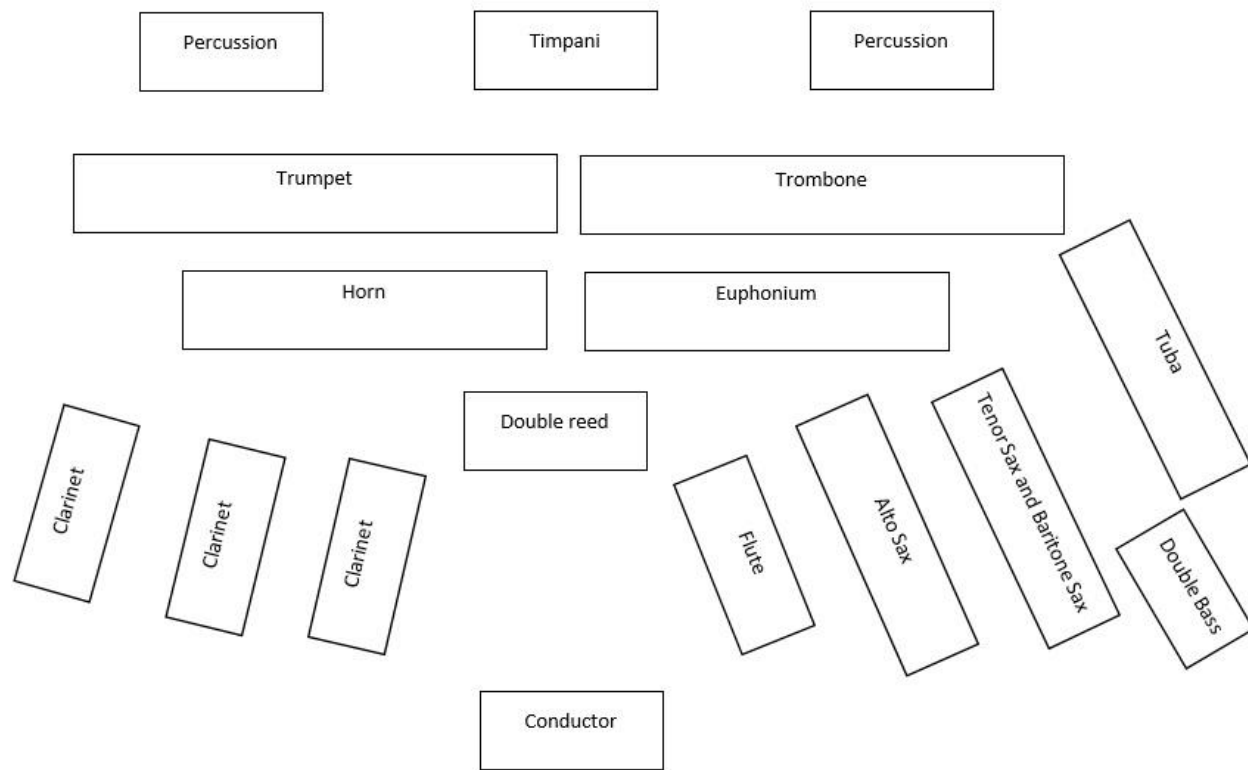 Percussion
Timpani
Percussion
Trumpet
Trombone
Horn
Euphonium
Tuba
Double reed
Clarinet
Clarinet
Clarinet
Flute
Alto Sax
Tenor Sax and Baritone Sax
Double Bass
Conductor